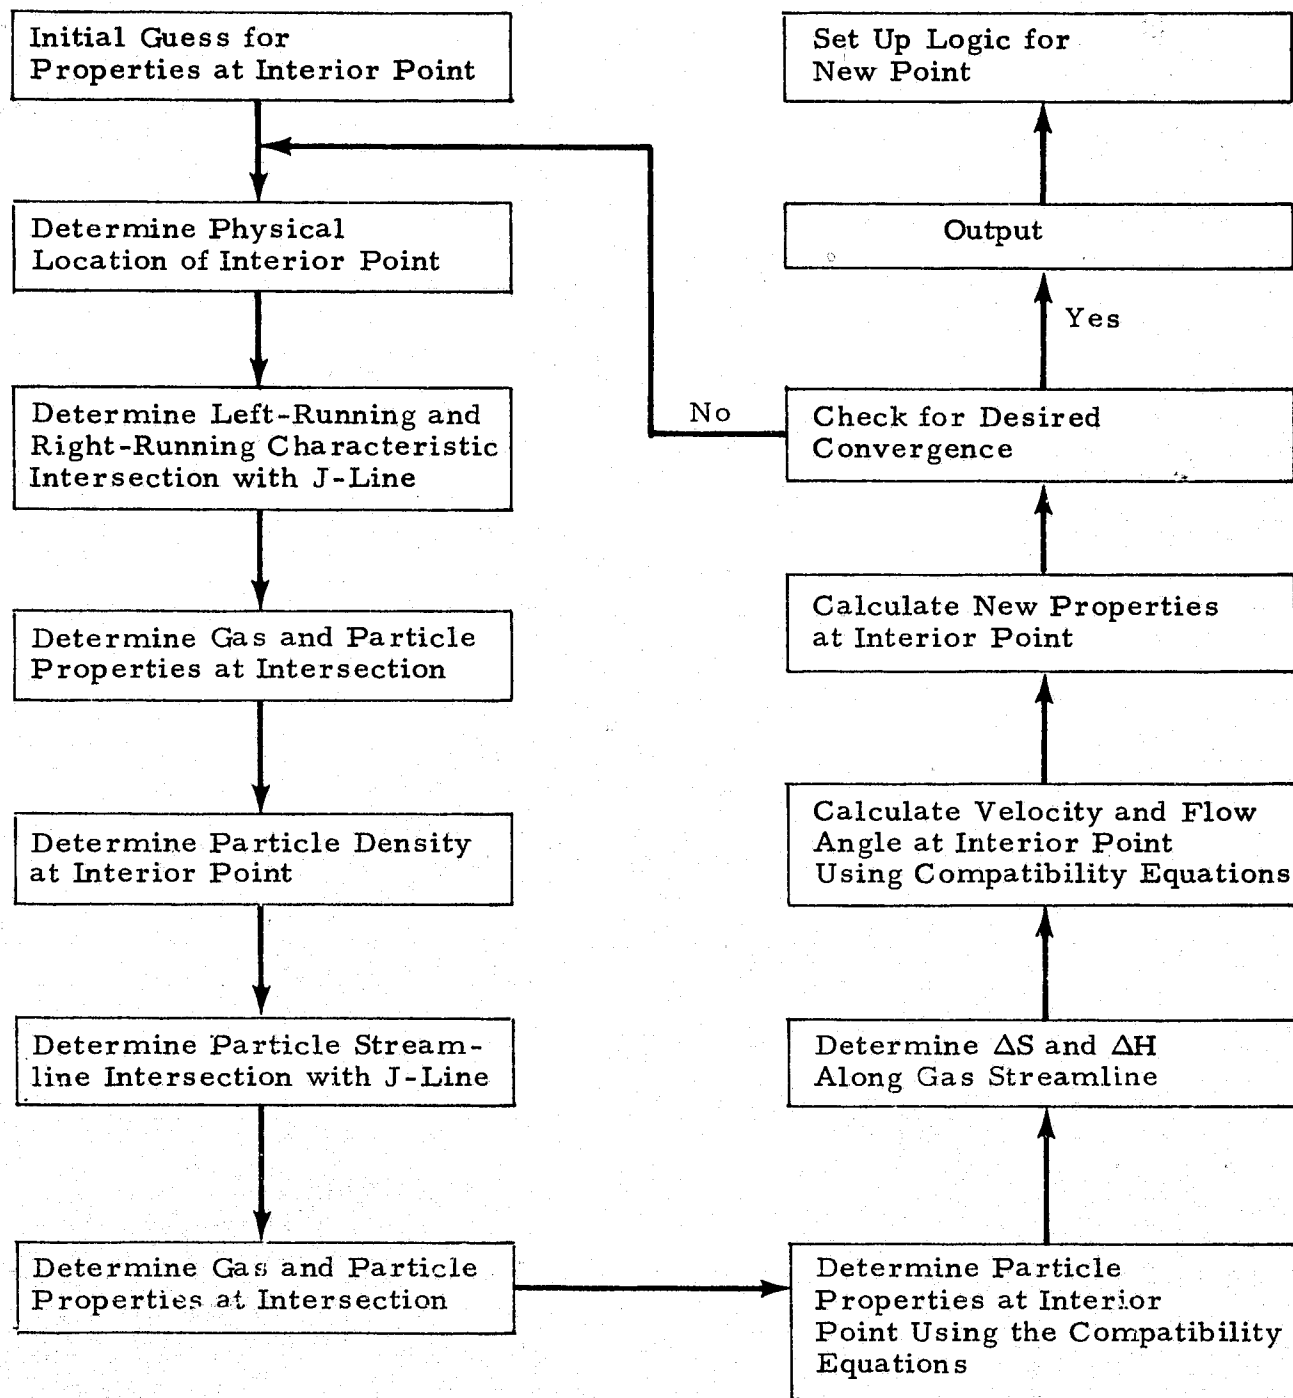 Initial Guess for
Properties at Interior Point
Determine Physical
Location of Interior Point
Determine Left-Running and
Right-Running Characteristic
Intersection with J-Line
Determine Gas and Particle
Properties at Intersection
Determine Particle Density
at Interior Point
Determine Particle Stream-
line Intersection with J-Line
Determine Gas and Particle
Properties at Intersection
Determine Particle
Properties at Interior
Point Using the Compatibility
Equations
Determine ΔS and ΔH
Along Gas Streamline
Calculate Velocity and Flow
Angle at Interior Point
Using Compatibility Equations
Calculate New Properties
at Interior Point
Check for Desired
Convergence
No
Yes
Output
Set Up Logic for
New Point